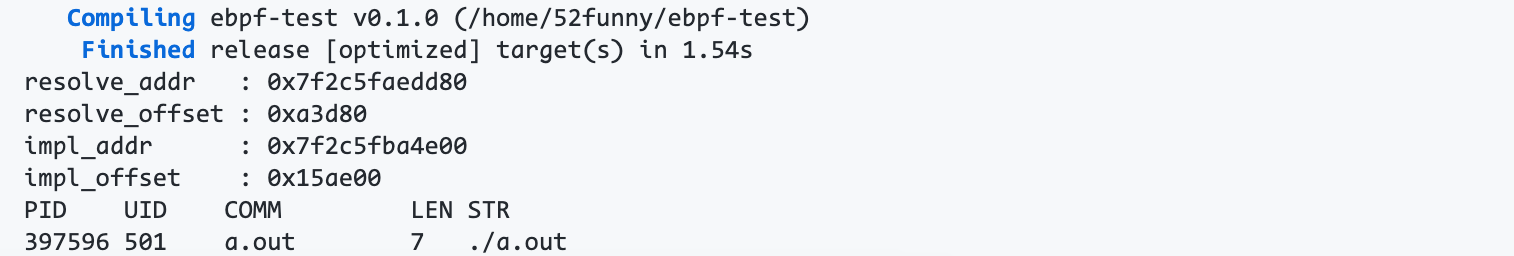 Compiling ebpf-test v0.1.0 (/home/52funny/ebpf-test)
Finished release [optimized] target(s) in 1.54s
resolve_addr   : 0x7f2c5faedd80
resolve_offset : 0xa3d80
impl_addr      : 0x7f2c5fba4e00
impl_offset    : 0x15ae00
PID    UID    COMM         LEN STR
397596 501    a.out        7   ./a.out